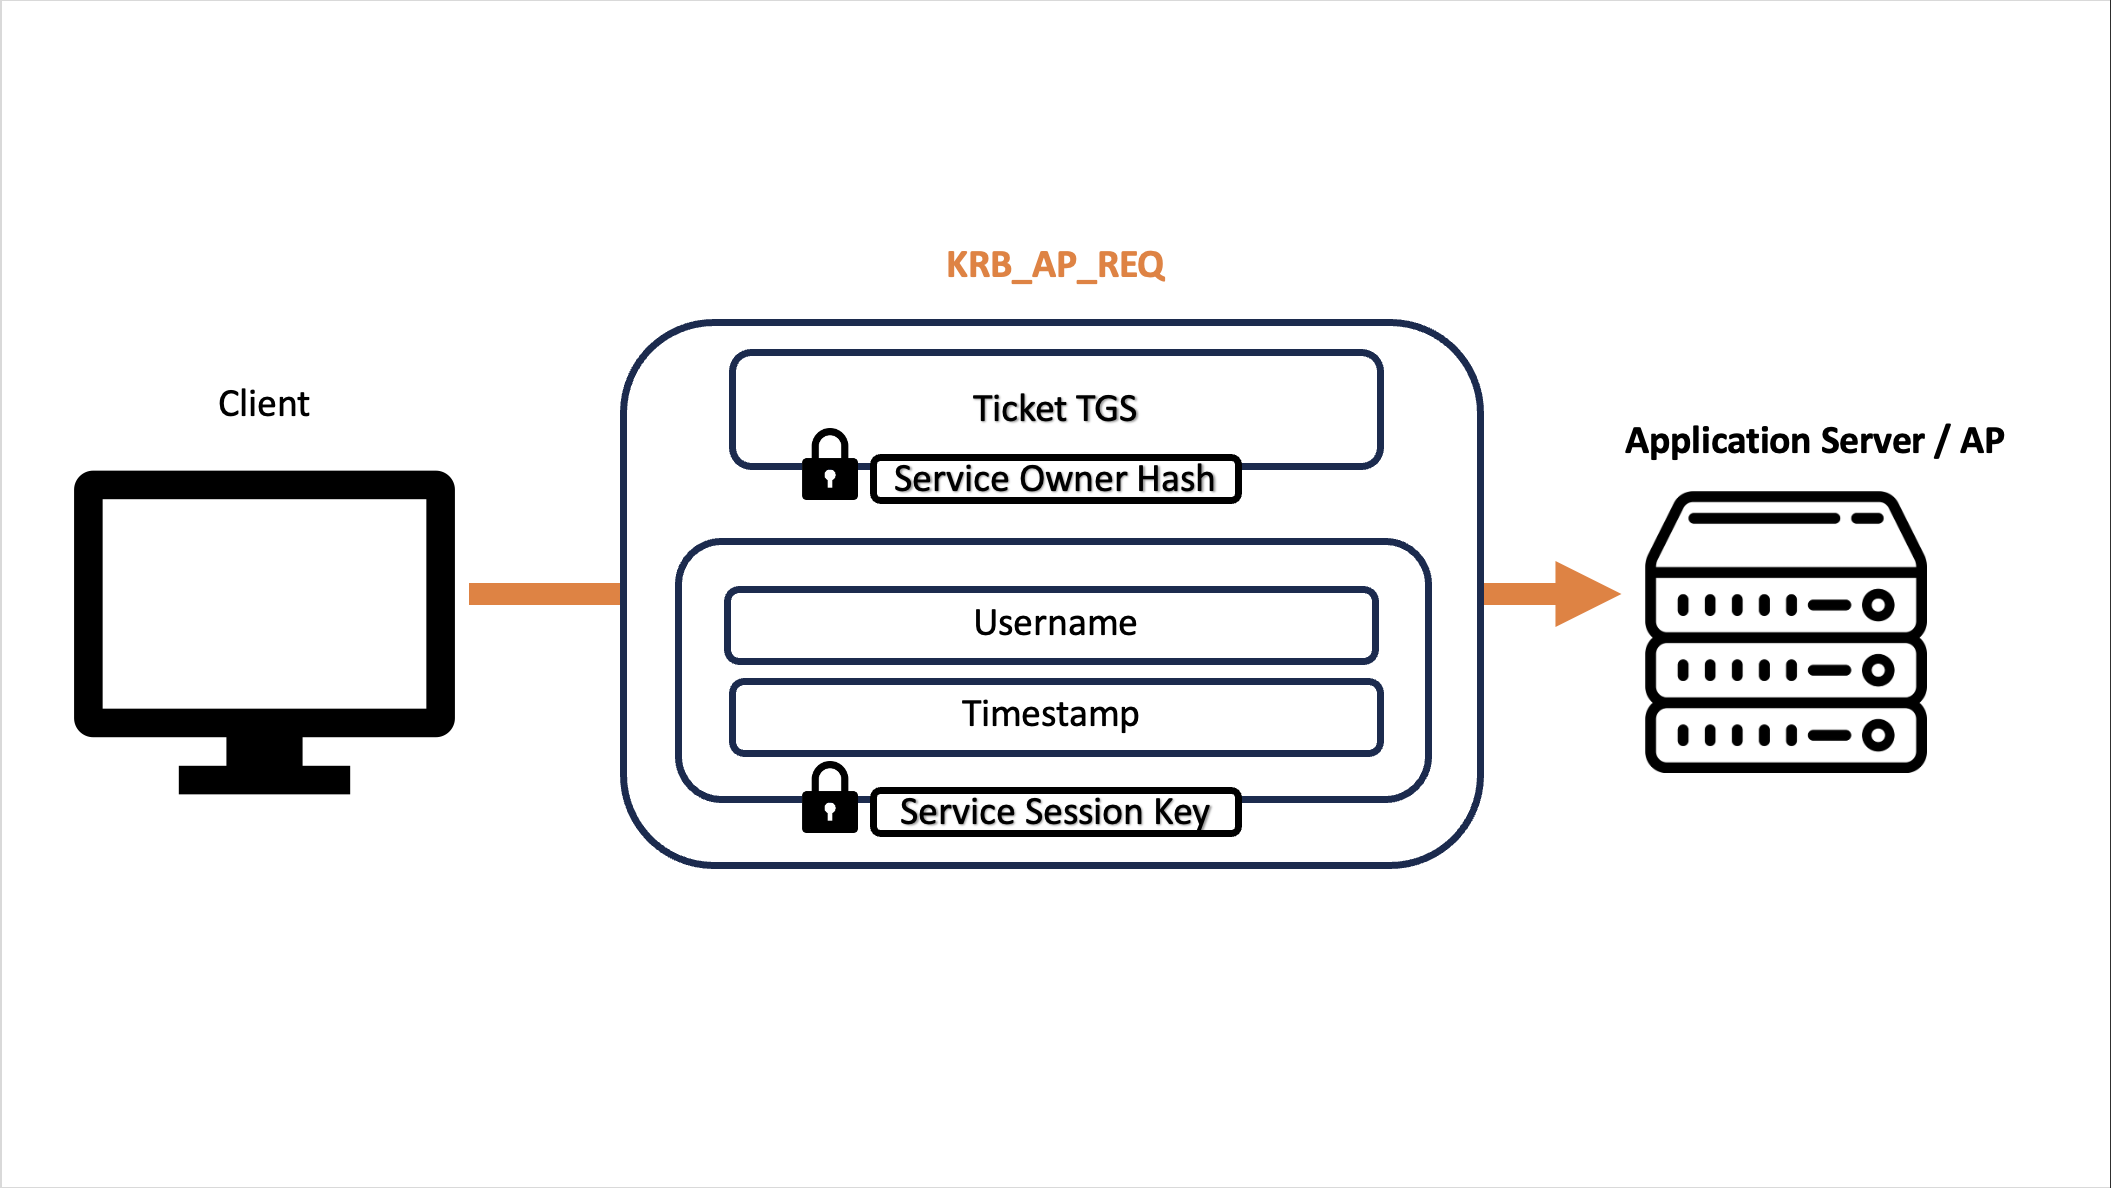 KRB_AP_REQ
Client
Ticket TGS
Service Owner Hash
Application Server / AP
Username
Timestamp
Service Session Key